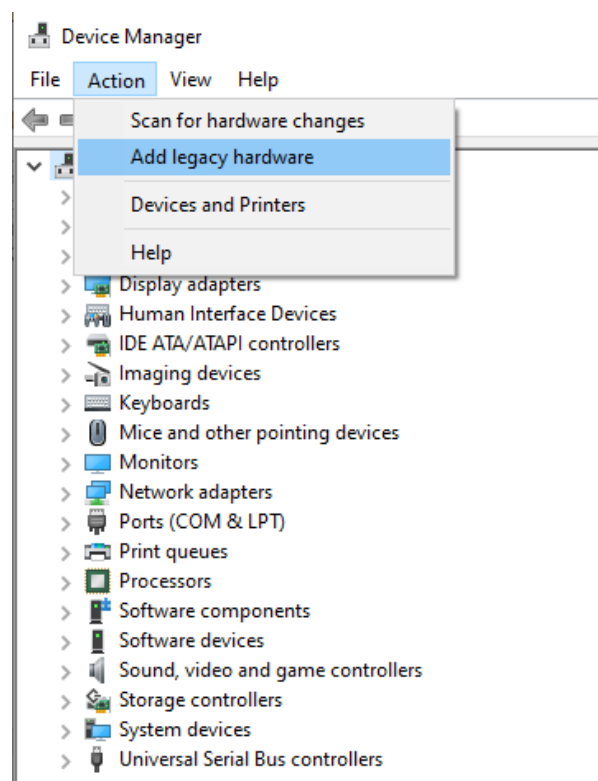 Device Manager
File Action View Help
Scan for hardware changes
Add legacy hardware
Devices and Printers
Help
Display adapters
Human Interface Devices
IDE ATA/ATAPI controllers
Imaging devices
Keyboards
Mice and other pointing devices
Monitors
Network adapters
Ports (COM & LPT)
Print queues
Processors
Software components
Software devices
Sound, video and game controllers
Storage controllers
System devices
Universal Serial Bus controllers